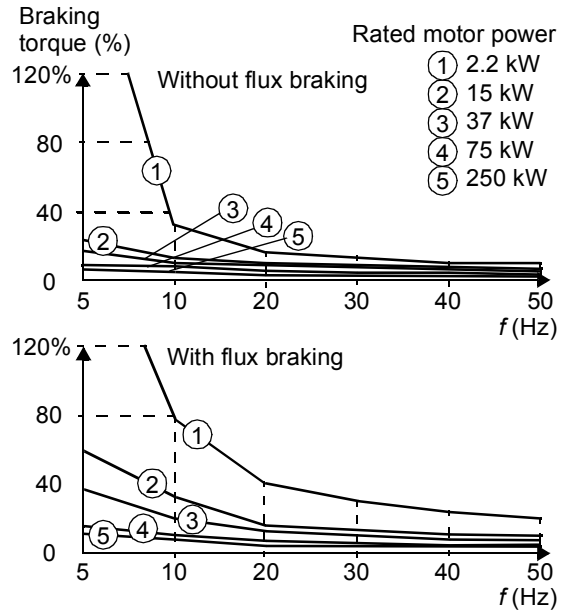 Braking
torque (%)
Rated motor power
① 2.2 kW
② 15 kW
③ 37 kW
④ 75 kW
⑤ 250 kW
Without flux braking
120%
80
40
0
① ② ③ ④ ⑤
5 10 20 30 40 50
f (Hz)
With flux braking
120%
80
40
0
① ② ③ ④ ⑤
5 10 20 30 40 50
f (Hz)